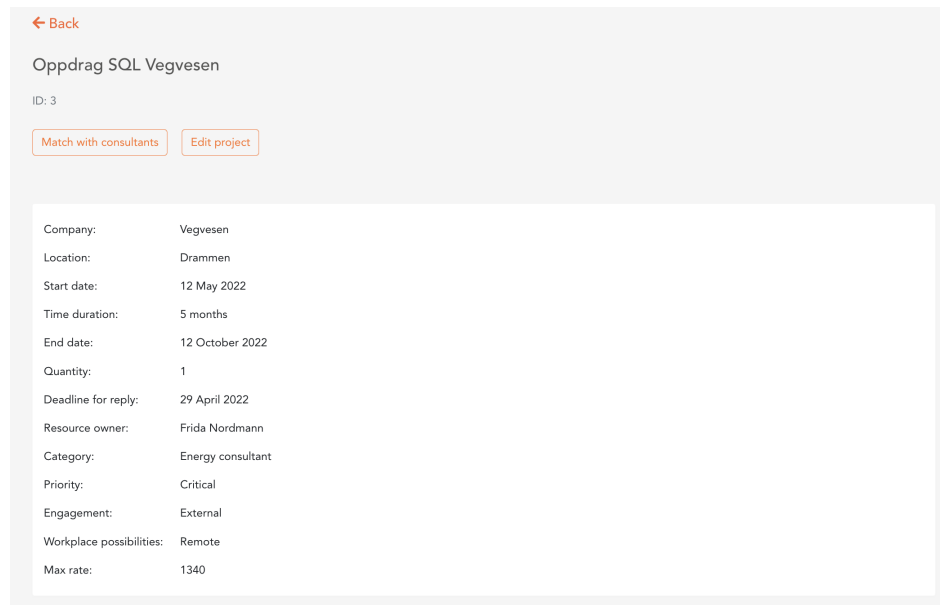 Back
Oppdrag SQL Vegvesen
ID: 3
Match with consultants Edit project
Company: Vegvesen
Location: Drammen
Start date: 12 May 2022
Time duration: 5 months
End date: 12 October 2022
Quantity: 1
Deadline for reply: 29 April 2022
Resource owner: Frida Nordmann
Category: Energy consultant
Priority: Critical
Engagement: External
Workplace possibilities: Remote
Max rate: 1340